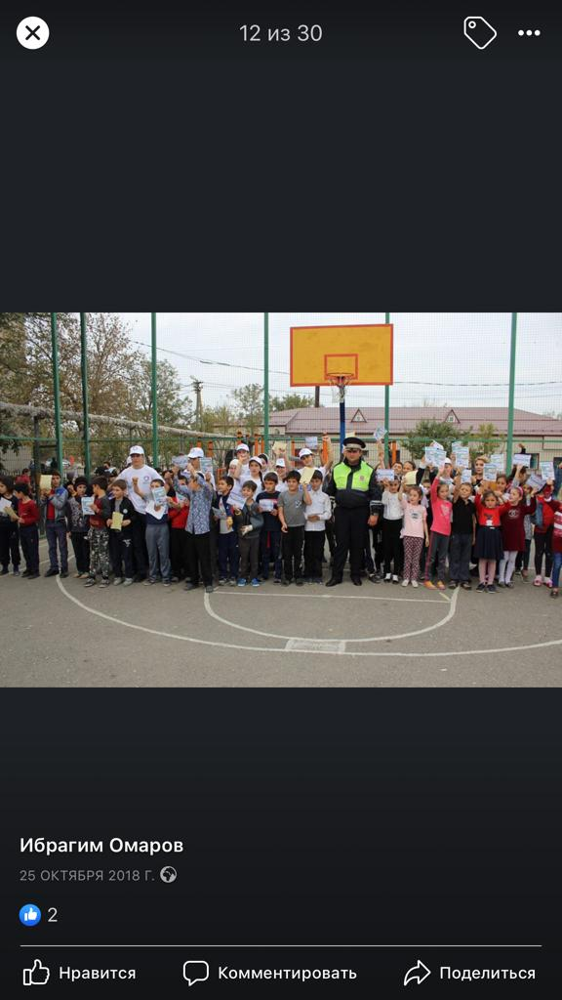 12 из 30
Ибрагим Омаров
25 ОКТЯБРЯ 2018 Г.
2
Нравится
Комментировать
Поделиться